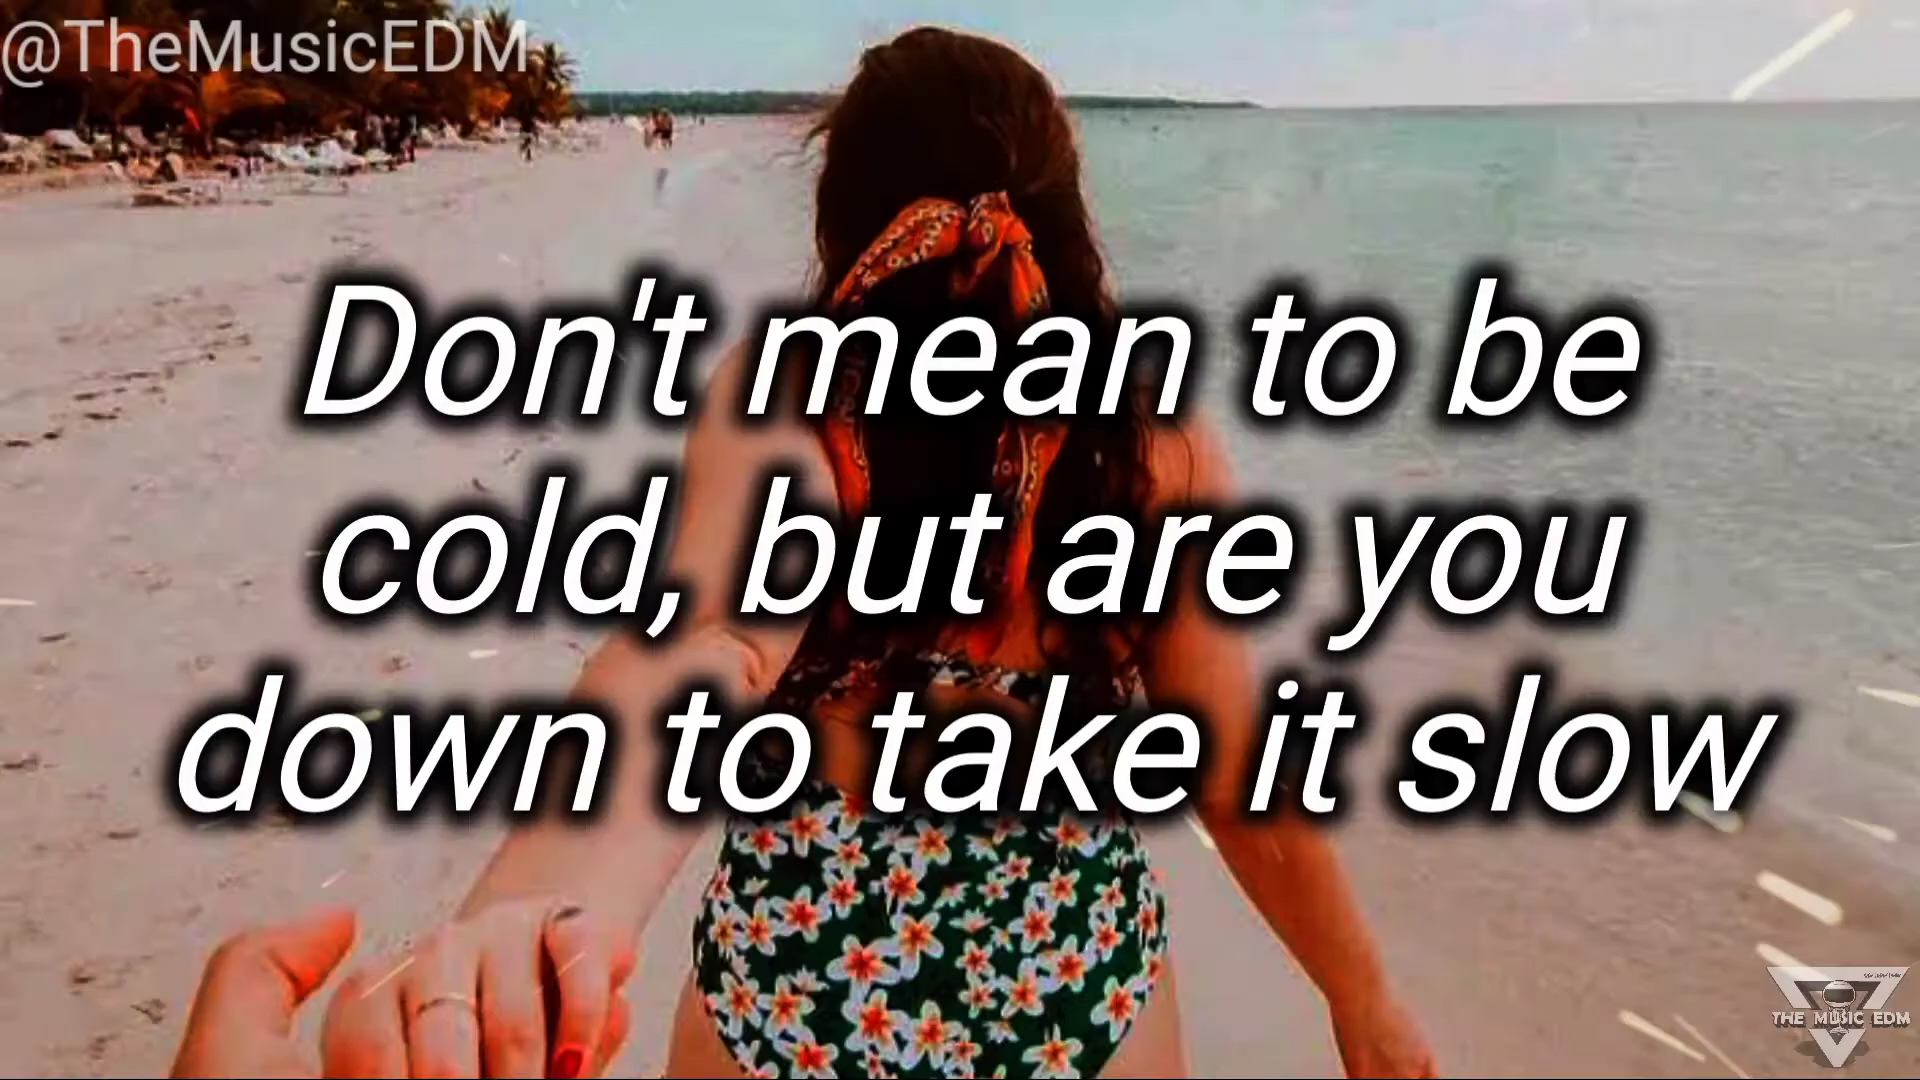 @TheMusicEDM
Don't mean to be
cold, but are you
down to take it slow
THE MUSIC EDM